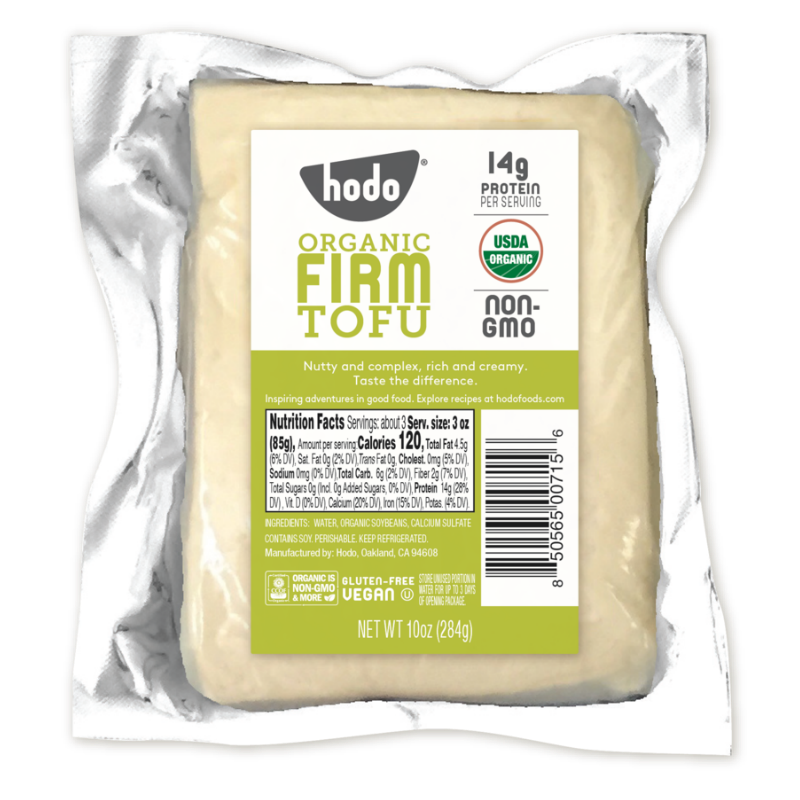 hodo®
ORGANIC
FIRM
TOFU
14g
PROTEIN
PER SERVING
USDA
ORGANIC
NON-
GMO
Nutty and complex, rich and creamy.
Taste the difference.
Inspiring adventures in good food. Explore recipes at hodofoods.com
Nutrition Facts Servings: about 3 Serv. size: 3 oz
(85g), Amount per serving Calories 120, Total Fat 4.5g
(6% DV), Sat. Fat 0g (2% DV), Trans Fat 0g, Cholest. 0mg (5% DV),
Sodium 0mg (0% DV), Total Carb. 6g (2% DV), Fiber 2g (7% DV),
Total Sugars 0g (Incl. 0g Added Sugars, 0% DV), Protein 14g (28%
DV), Vit. D (0% DV), Calcium (20% DV), Iron (15% DV), Potas. (4% DV).
INGREDIENTS: WATER, ORGANIC SOYBEANS, CALCIUM SULFATE
CONTAINS SOY. PERISHABLE. KEEP REFRIGERATED.
Manufactured by: Hodo, Oakland, CA 94608
8 50565 00715 6
CCOF
ORGANIC IS
NON-GMO
& MORE
GLUTEN-FREE
VEGAN U
STORE UNUSED PORTION IN
WATER FOR UP TO 3 DAYS
OF OPENING PACKAGE.
NET WT 10oz (284g)